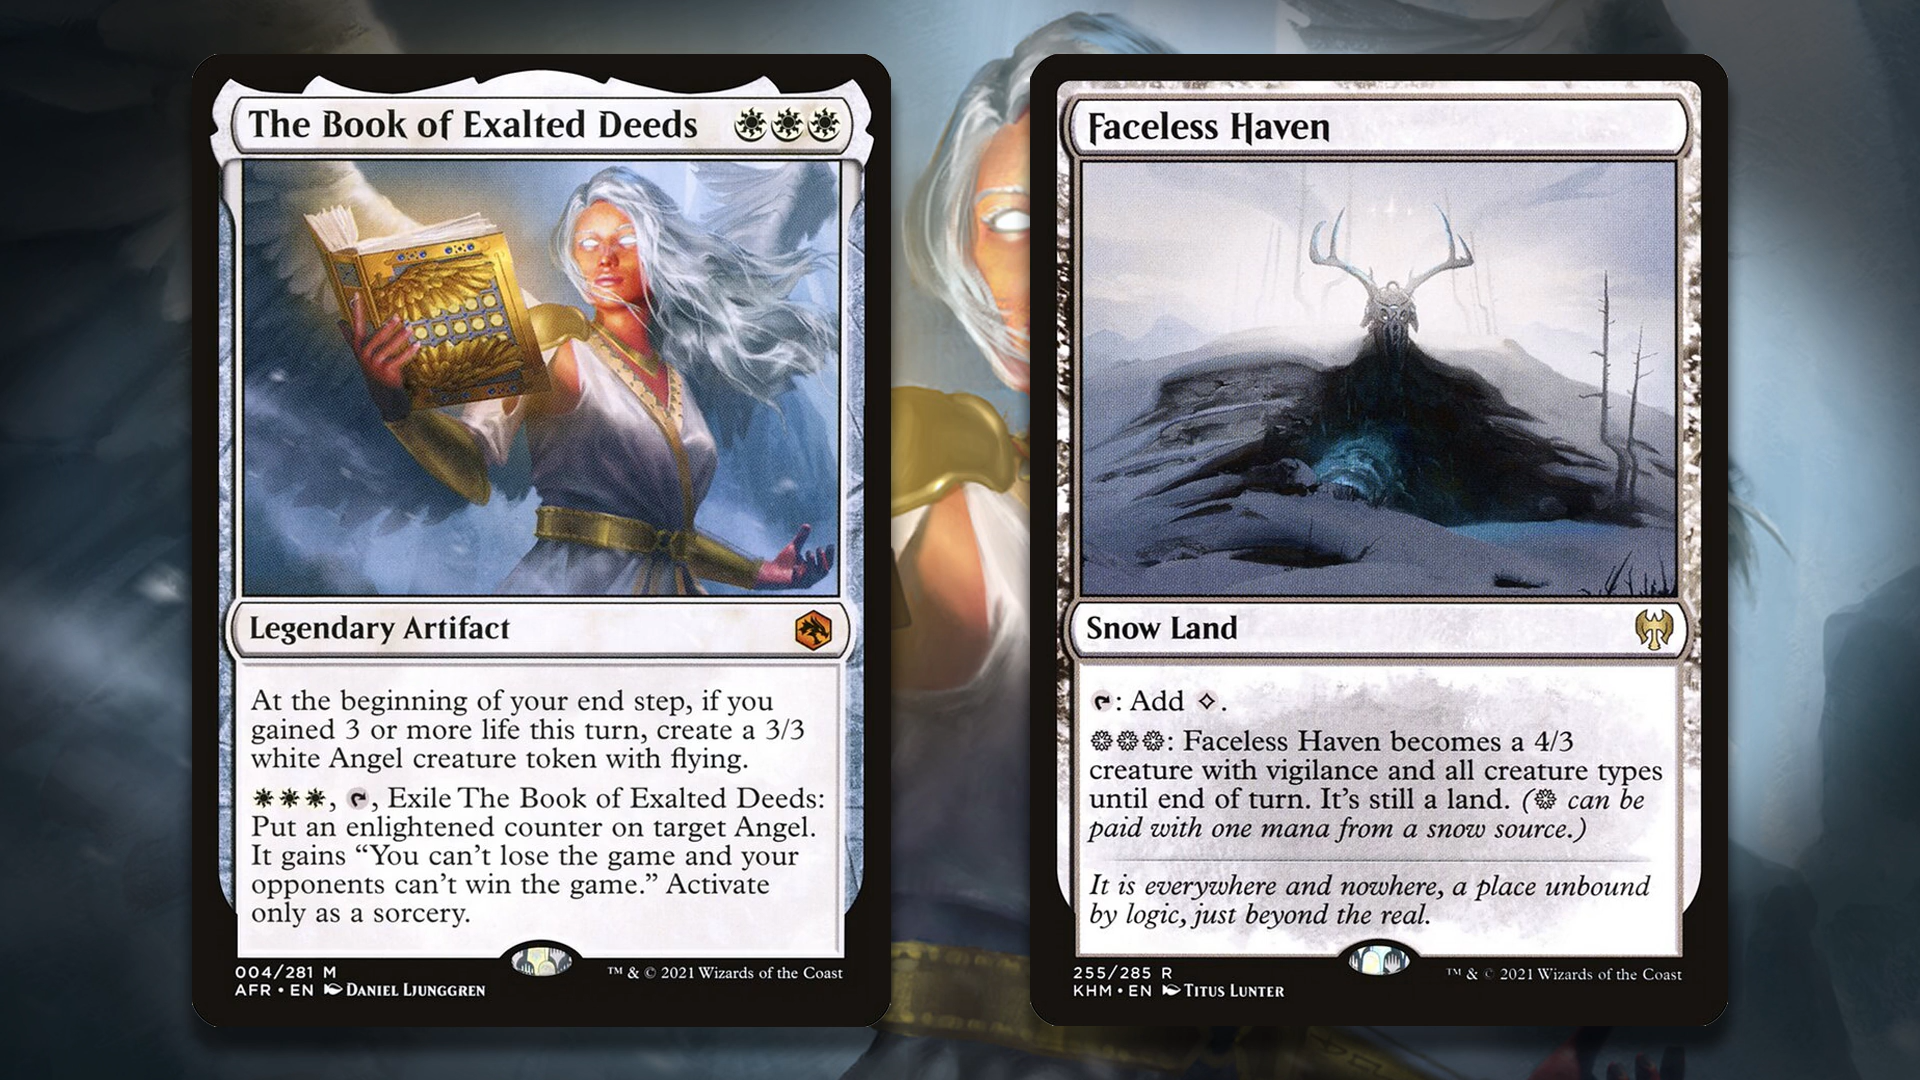 The Book of Exalted Deeds
Legendary Artifact
At the beginning of your end step, if you
gained 3 or more life this turn, create a 3/3
white Angel creature token with flying.
, , Exile The Book of Exalted Deeds:
Put an enlightened counter on target Angel.
It gains “You can’t lose the game and your
opponents can’t win the game.” Activate
only as a sorcery.
004/281 M
AFR • EN DANIEL LJUNGGREN
™ & © 2021 Wizards of the Coast
Faceless Haven
Snow Land
: Add .
: Faceless Haven becomes a 4/3
creature with vigilance and all creature types
until end of turn. It’s still a land. ( can be
paid with one mana from a snow source.)
It is everywhere and nowhere, a place unbound
by logic, just beyond the real.
255/285 R
KHM • EN TITUS LUNTER
™ & © 2021 Wizards of the Coast